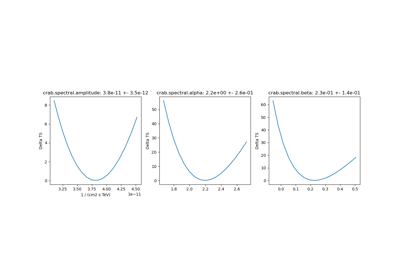 crab.spectral.amplitude: 3.8e-11 +- 3.5e-12
crab.spectral.alpha: 2.2e+00 +- 2.6e-01
crab.spectral.beta: 2.3e-01 +- 1.4e-01
Delta TS
8
6
4
2
0
3.25 3.50 3.75 4.00 4.25 4.50
1e−11
1 / (cm2 s TeV)
Delta TS
50
40
30
20
10
0
1.8 2.0 2.2 2.4 2.6
Delta TS
60
50
40
30
20
10
0
0.0 0.1 0.2 0.3 0.4 0.5